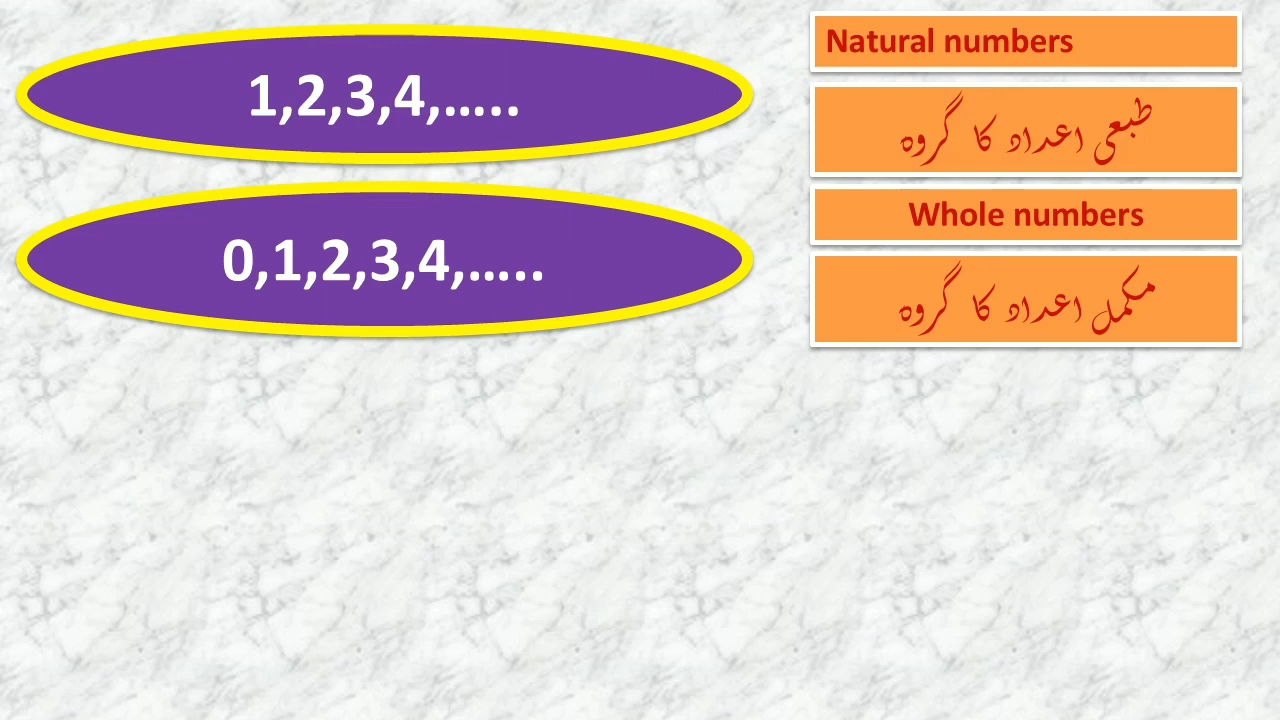 1,2,3,4,…..
Natural numbers
طبعی اعداد کا گروہ
0,1,2,3,4,…..
Whole numbers
مکمل اعداد کا گروہ